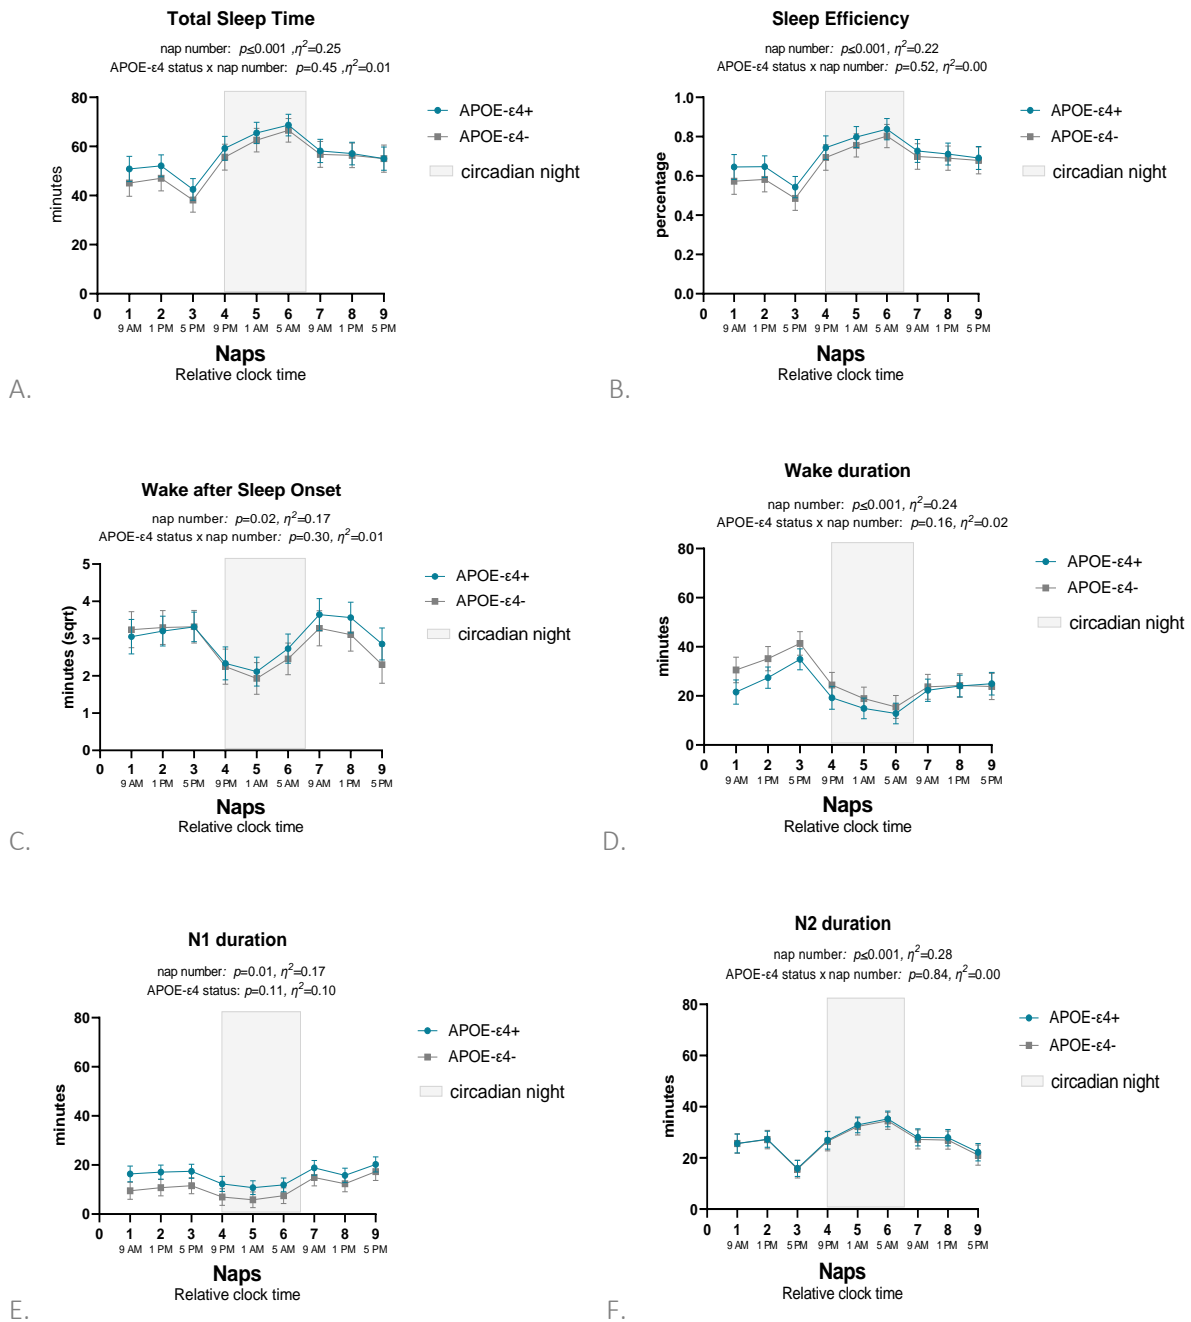 Total Sleep Time
nap number: p≤0.001 ,η²=0.25
APOE-ε4 status x nap number: p=0.45 ,η²=0.01
80
60
40
20
0
minutes
0 1 2 3 4 5 6 7 8 9
9 AM 1 PM 5 PM 9 PM 1 AM 5 AM 9 AM 1 PM 5 PM
Naps
Relative clock time
APOE-ε4+
APOE-ε4-
circadian night
A.
Sleep Efficiency
nap number: p≤0.001, η²=0.22
APOE-ε4 status x nap number: p=0.52, η²=0.00
1.0
0.8
0.6
0.4
0.2
0.0
percentage
0 1 2 3 4 5 6 7 8 9
9 AM 1 PM 5 PM 9 PM 1 AM 5 AM 9 AM 1 PM 5 PM
Naps
Relative clock time
APOE-ε4+
APOE-ε4-
circadian night
B.
Wake after Sleep Onset
nap number: p=0.02, η²=0.17
APOE-ε4 status x nap number: p=0.30, η²=0.01
5
4
3
2
1
0
minutes (sqrt)
0 1 2 3 4 5 6 7 8 9
9 AM 1 PM 5 PM 9 PM 1 AM 5 AM 9 AM 1 PM 5 PM
Naps
Relative clock time
APOE-ε4+
APOE-ε4-
circadian night
C.
Wake duration
nap number: p≤0.001, η²=0.24
APOE-ε4 status x nap number: p=0.16, η²=0.02
80
60
40
20
0
minutes
0 1 2 3 4 5 6 7 8 9
9 AM 1 PM 5 PM 9 PM 1 AM 5 AM 9 AM 1 PM 5 PM
Naps
Relative clock time
APOE-ε4+
APOE-ε4-
circadian night
D.
N1 duration
nap number: p=0.01, η²=0.17
APOE-ε4 status: p=0.11, η²=0.10
80
60
40
20
0
minutes
0 1 2 3 4 5 6 7 8 9
9 AM 1 PM 5 PM 9 PM 1 AM 5 AM 9 AM 1 PM 5 PM
Naps
Relative clock time
APOE-ε4+
APOE-ε4-
circadian night
E.
N2 duration
nap number: p≤0.001, η²=0.28
APOE-ε4 status x nap number: p=0.84, η²=0.00
80
60
40
20
0
minutes
0 1 2 3 4 5 6 7 8 9
9 AM 1 PM 5 PM 9 PM 1 AM 5 AM 9 AM 1 PM 5 PM
Naps
Relative clock time
APOE-ε4+
APOE-ε4-
circadian night
F.